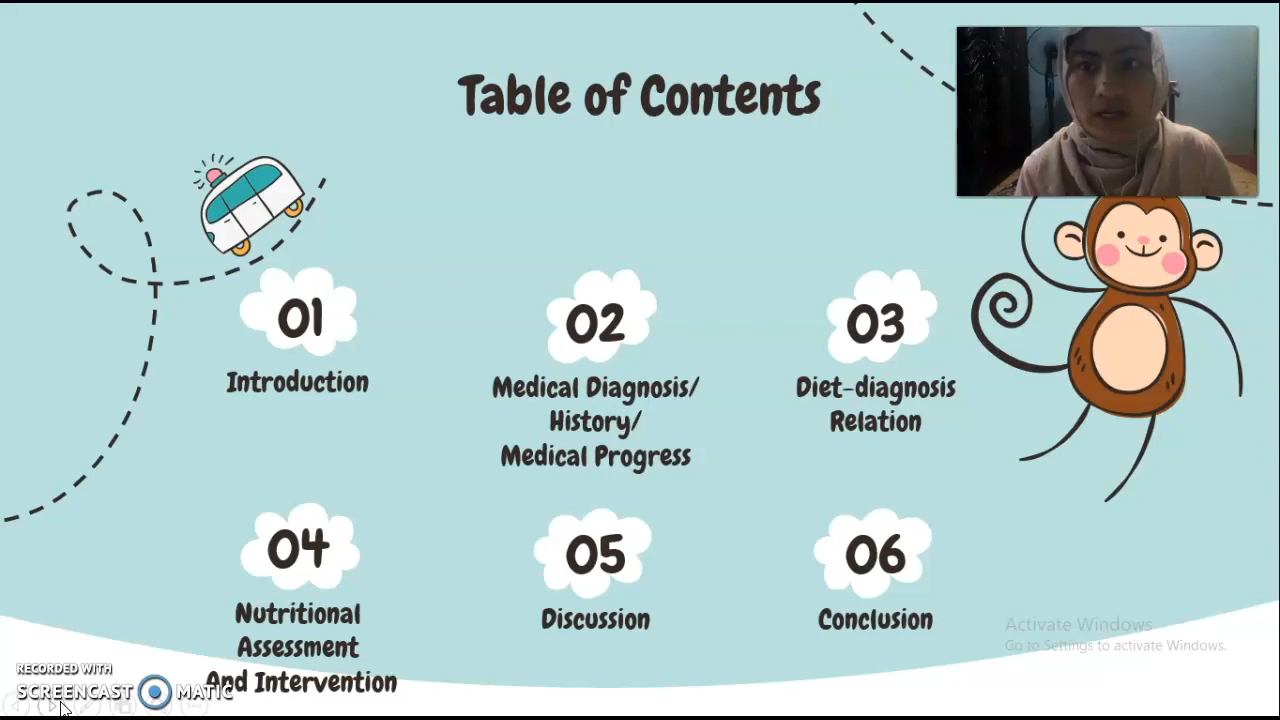 Table of Contents
01
02
03
Introduction
Medical Diagnosis/
History/
Medical Progress
Diet-diagnosis
Relation
04
05
06
Nutritional
Assessment
And Intervention
Discussion
Conclusion
Activate Windows
Go to Settings to activate Windows.
RECORDED WITH
SCREENCAST MATIC